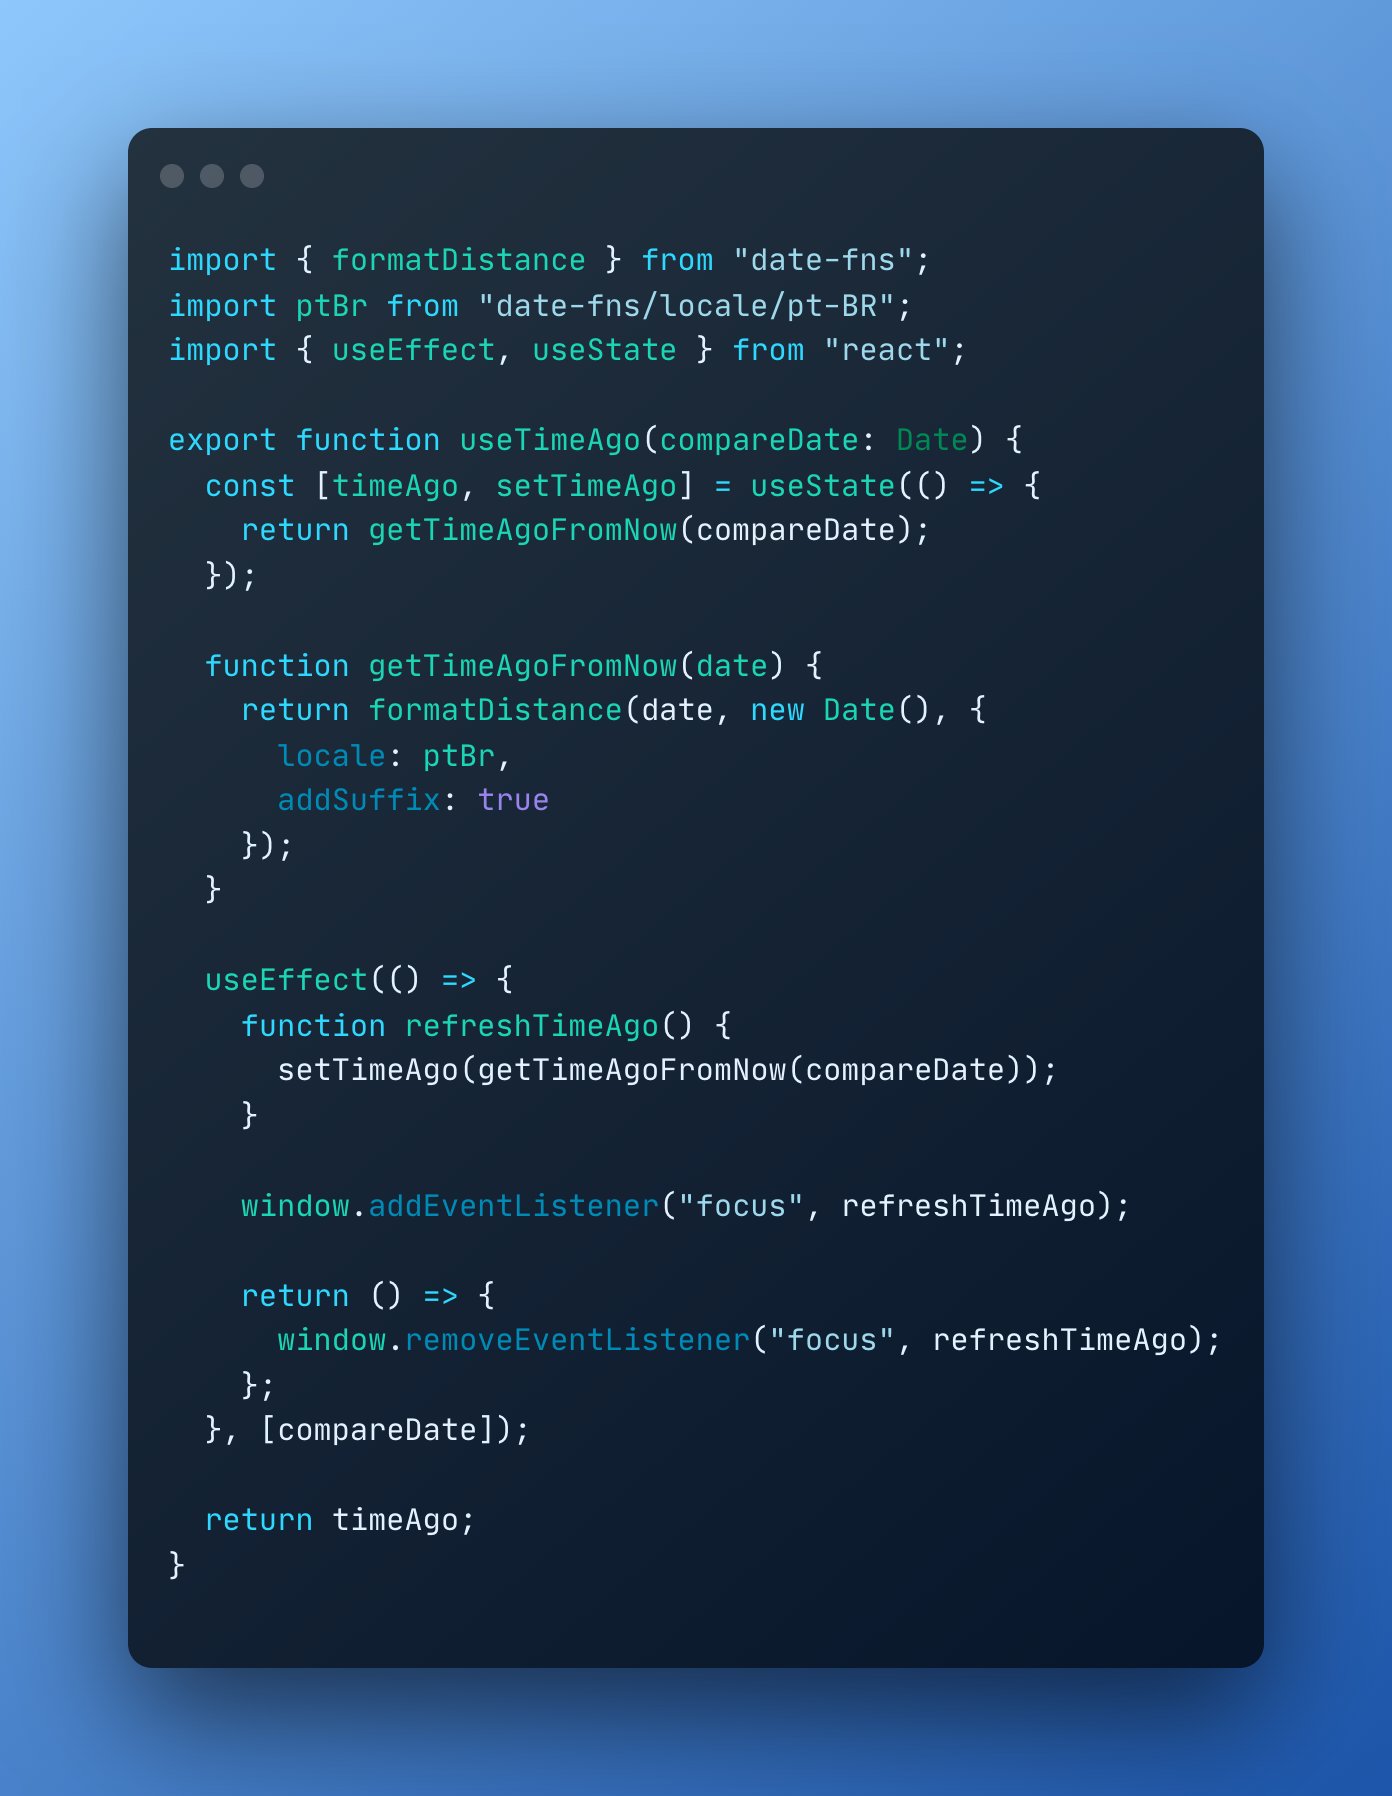 import { formatDistance } from "date-fns";
import ptBr from "date-fns/locale/pt-BR";
import { useEffect, useState } from "react";

export function useTimeAgo(compareDate: Date) {
  const [timeAgo, setTimeAgo] = useState(() => {
    return getTimeAgoFromNow(compareDate);
  });

  function getTimeAgoFromNow(date) {
    return formatDistance(date, new Date(), {
      locale: ptBr,
      addSuffix: true
    });
  }

  useEffect(() => {
    function refreshTimeAgo() {
      setTimeAgo(getTimeAgoFromNow(compareDate));
    }

    window.addEventListener("focus", refreshTimeAgo);

    return () => {
      window.removeEventListener("focus", refreshTimeAgo);
    };
  }, [compareDate]);

  return timeAgo;
}